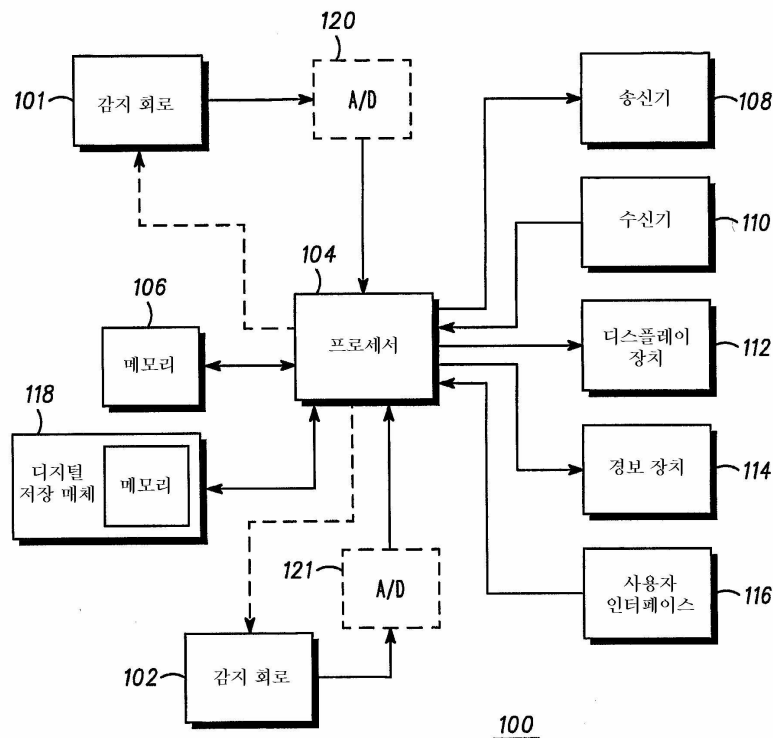 120
101
감지 회로
A/D
송신기
108
수신기
110
104
프로세서
106
메모리
디스플레이
장치
112
118
디지털
저장 매체
메모리
경보 장치
114
121
A/D
사용자
인터페이스
116
102
감지 회로
100